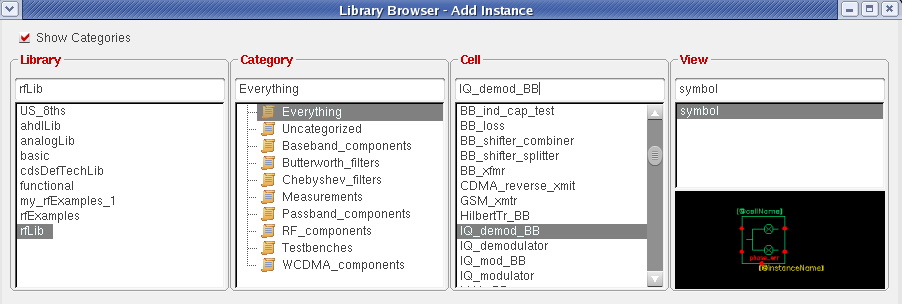 Library Browser - Add Instance
Show Categories
Library
rfLib
US_8ths
ahdlLib
analogLib
basic
cdsDefTechLib
functional
my_rfExamples_1
rfExamples
rfLib
Category
Everything
Everything
Uncategorized
Baseband_components
Butterworth_filters
Chebyshev_filters
Measurements
Passband_components
RF_components
Testbenches
WCDMA_components
Cell
IQ_demod_BB
BB_ind_cap_test
BB_loss
BB_shifter_combiner
BB_shifter_splitter
BB_xfmr
CDMA_reverse_xmit
GSM_xmtr
HilbertTr_BB
IQ_demod_BB
IQ_demodulator
IQ_mod_BB
IQ_modulator
View
symbol
symbol
[@cellName]
phase_err
[@instanceName]